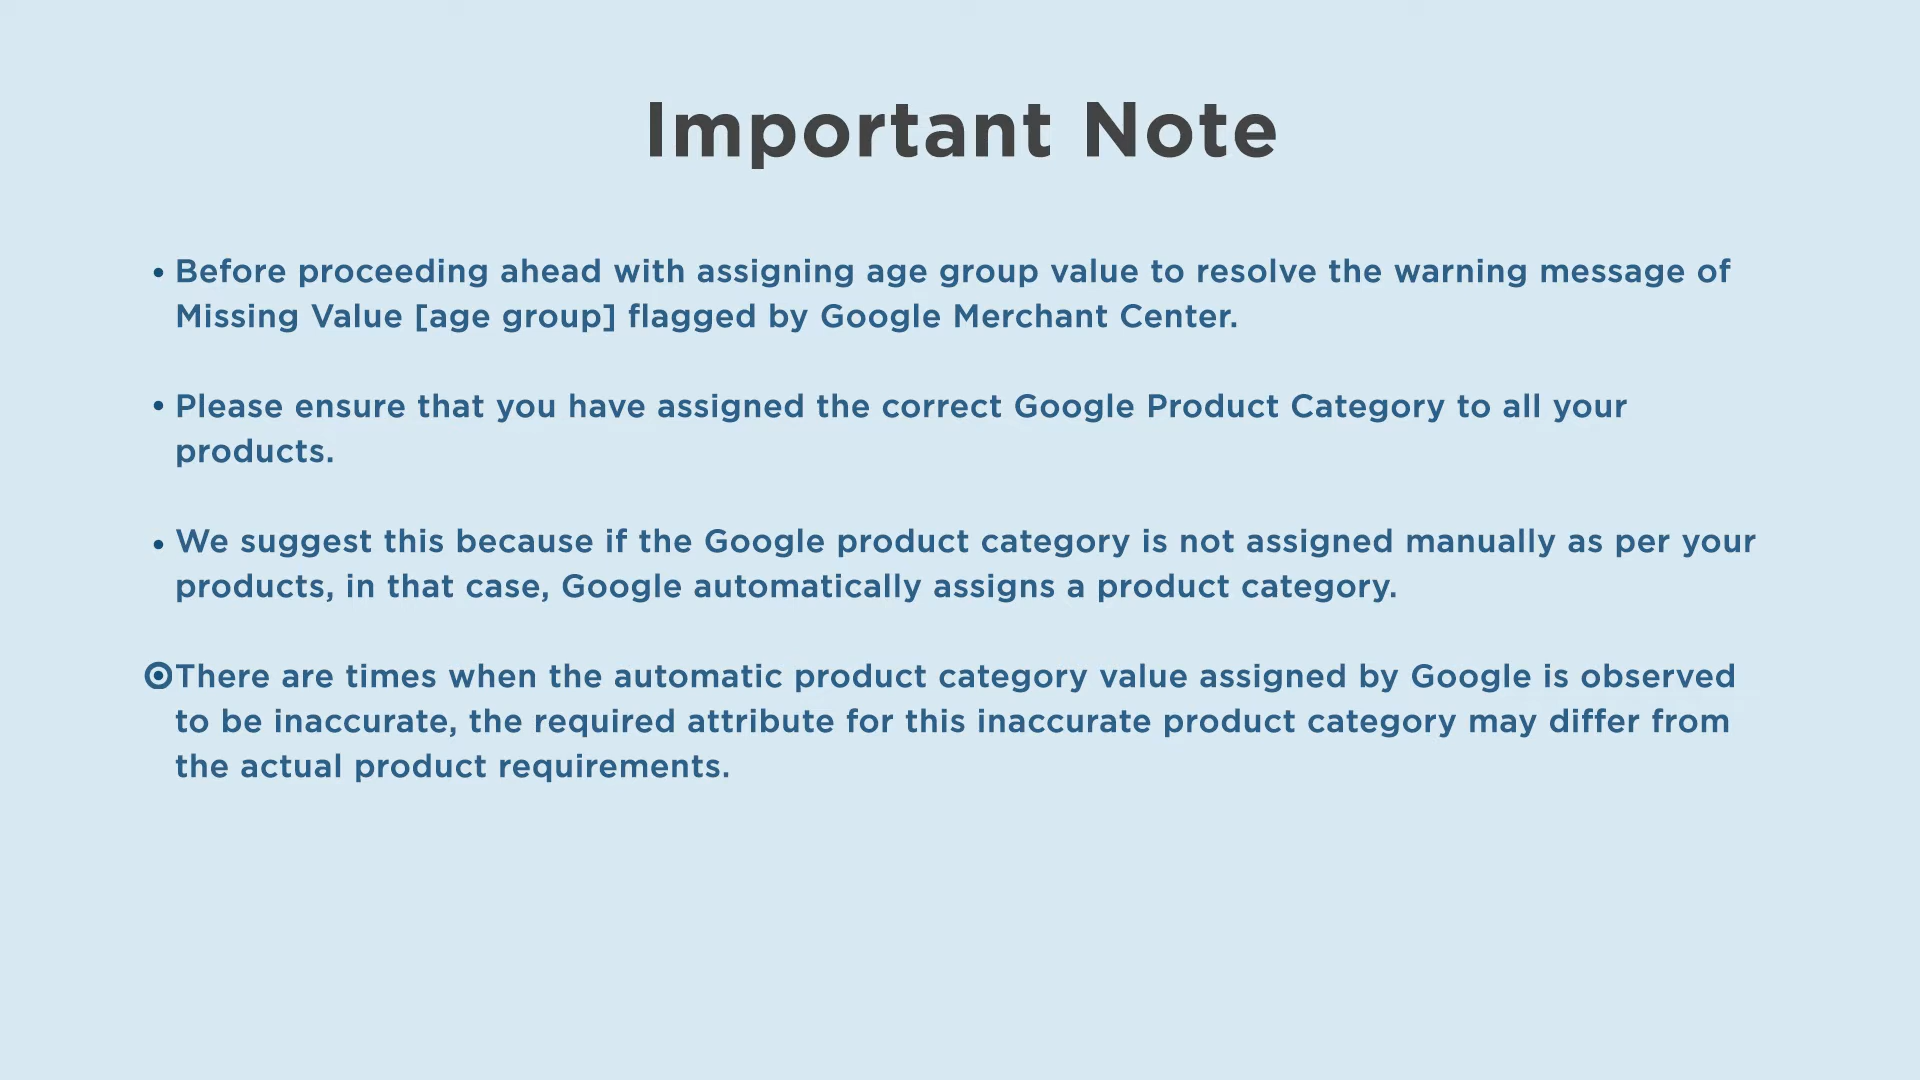 Important Note
• Before proceeding ahead with assigning age group value to resolve the warning message of
Missing Value [age group] flagged by Google Merchant Center.
• Please ensure that you have assigned the correct Google Product Category to all your
products.
• We suggest this because if the Google product category is not assigned manually as per your
products, in that case, Google automatically assigns a product category.
There are times when the automatic product category value assigned by Google is observed
to be inaccurate, the required attribute for this inaccurate product category may differ from
the actual product requirements.